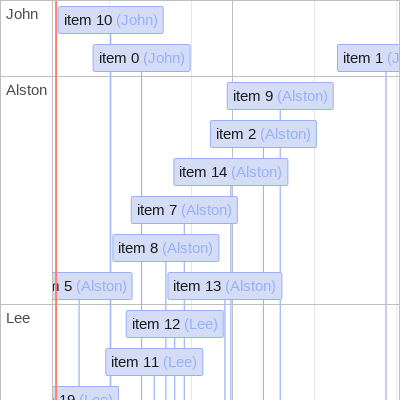 John
item 10 (John)
item 0 (John)
item 1
Alston
item 9 (Alston)
item 2 (Alston)
item 14 (Alston)
item 7 (Alston)
item 8 (Alston)
5 (Alston)
item 13 (Alston)
Lee
item 12 (Lee)
item 11 (Lee)
19 (Lee)